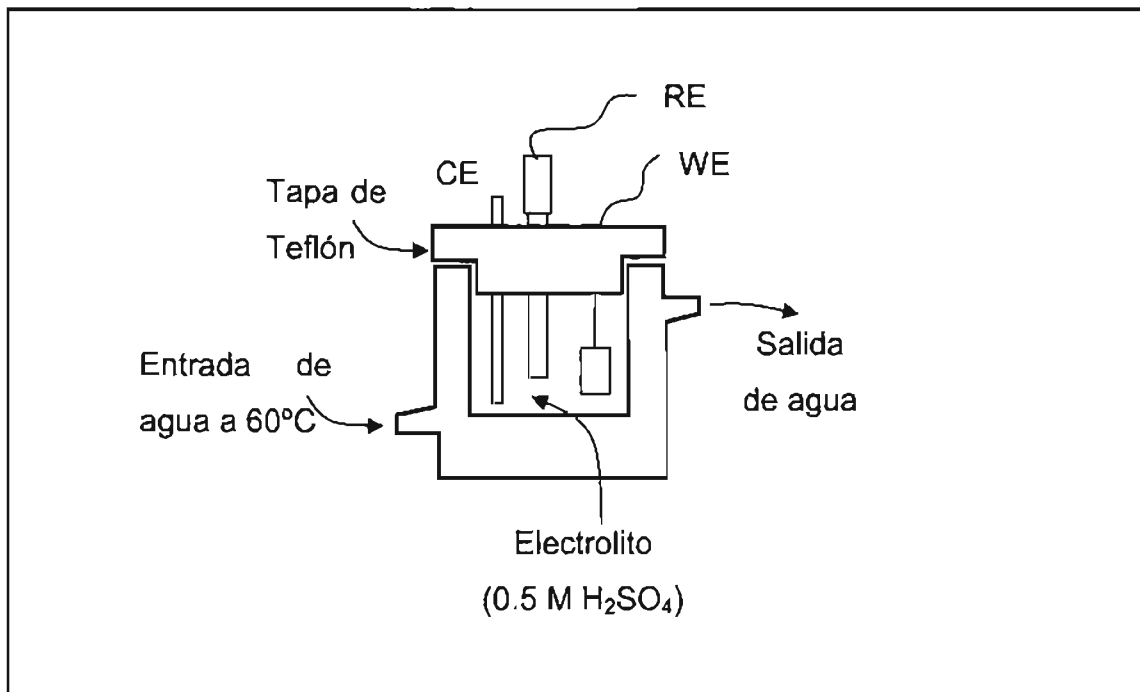 RE
CE
WE
Tapa de
Teflón
Entrada de
agua a 60ºC
Salida
de agua
Electrolito
(0.5 M H₂SO₄)